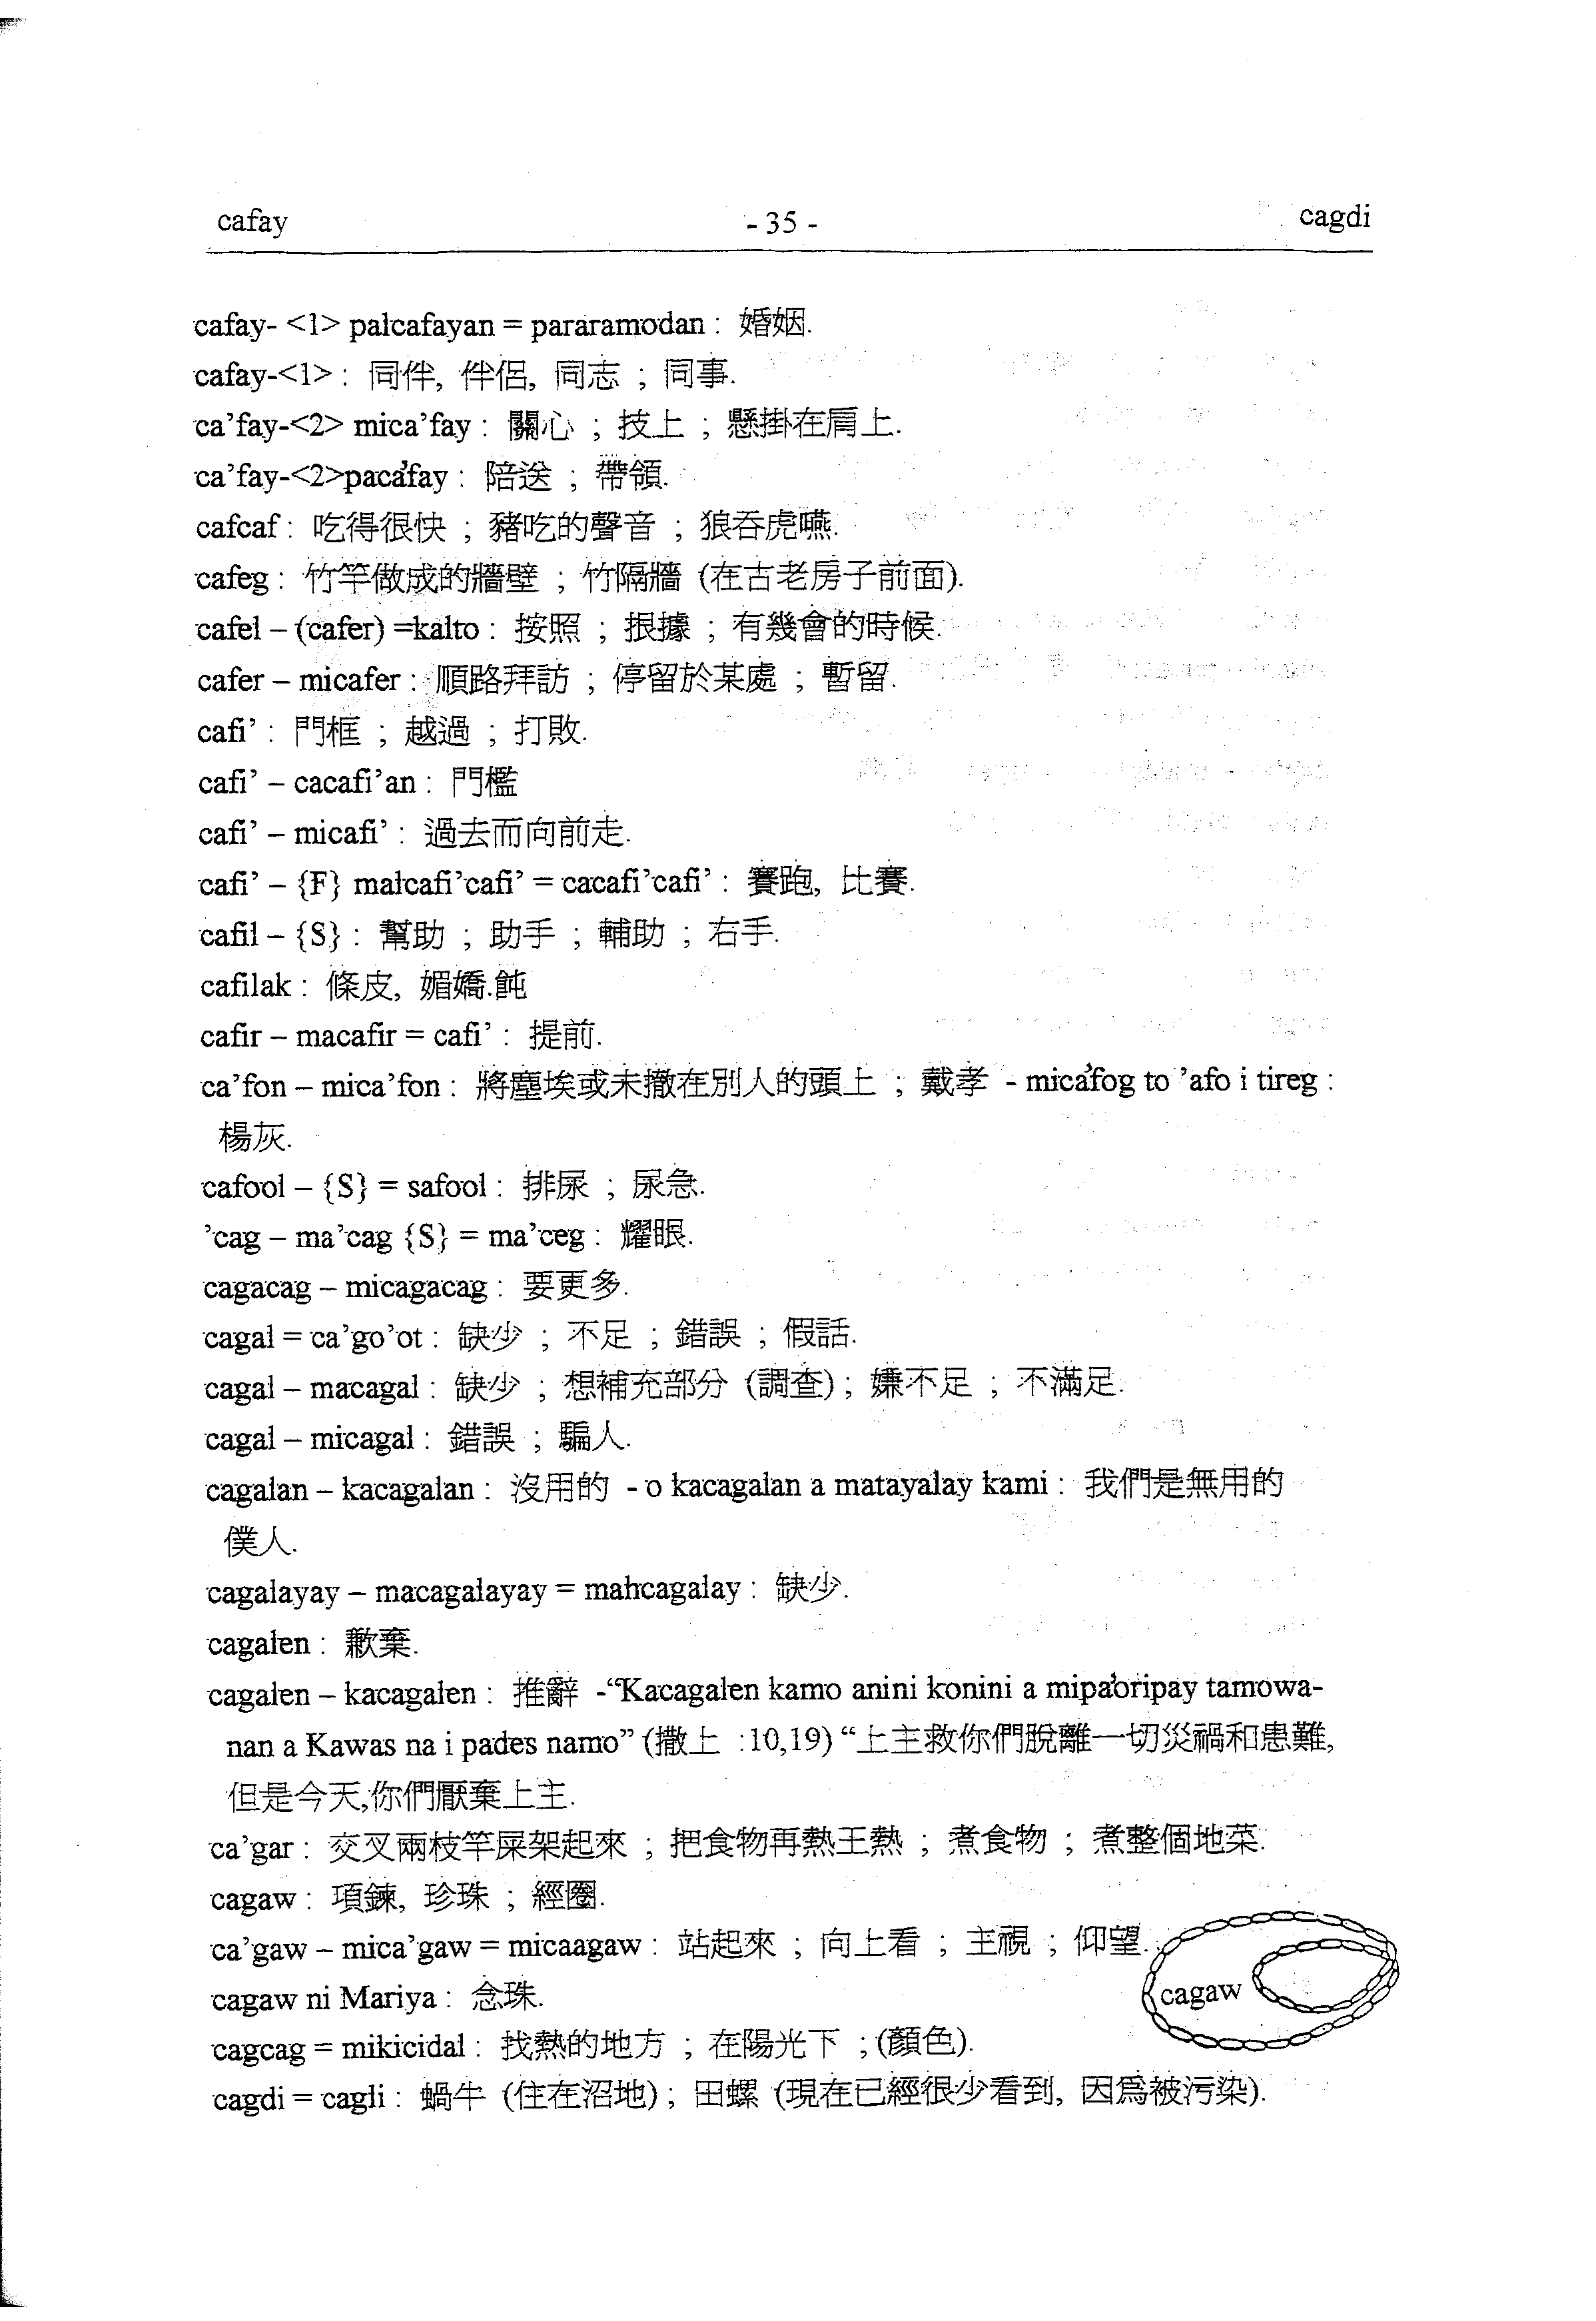 cafay - 35 - cagdi
cafay- <1> palcafayan = pararamodan : 婚姻.
cafay-<1> : 同伴, 伴侶, 同志 ; 同事.
ca’fay-<2> mica’fay : 關心 ; 技上 ; 懸掛在肩上.
ca’fay-<2>paca’fay : 陪送 ; 帶領.
cafcaf : 吃得很快 ; 豬吃的聲音 ; 狼吞虎嚥.
cafeg : 竹竿做成的牆壁 ; 竹隔牆 (在古老房子前面).
cafel – (cafer) =kalto : 按照 ; 拫據 ; 有幾會的時候.
cafer – micafer : 順路拜訪 ; 停留於某處 ; 暫留.
cafi’ : 門框 ; 越過 ; 打敗.
cafi’ – cacafi’an : 門檻
cafi’ – micafi’ : 過去而向前走.
cafi’ – {F} malcafi’cafi’ = cacafi’cafi’ : 賽跑, 比賽.
cafil – {S} : 幫助 ; 助手 ; 輔助 ; 右手.
cafilak : 條皮, 媚嬌.飩
cafir – macafir = cafi’ : 提前.
ca’fon – mica’fon : 將塵埃或末撒在別人的頭上 ; 戴孝 - mica’fog to ’afo i tireg :
楊灰.
cafool – {S} = safool : 排尿 ; 尿急.
’cag – ma’cag {S} = ma’ceg : 耀眼.
cagacag – micagacag : 要更多.
cagal = ca’go’ot : 缺少 ; 不足 ; 錯誤 ; 假話.
cagal – macagal : 缺少 ; 想補充部分 (調查) ; 嫌不足 ; 不滿足.
cagal – micagal : 錯誤 ; 騙人.
cagalan – kacagalan : 沒用的 - o kacagalan a matayalay kami : 我們是無用的
僕人.
cagalayay – macagalayay = mahcagalay : 缺少.
cagalen : 歉棄.
cagalen – kacagalen : 推辭 -“Kacagalen kamo anini konini a mipa’oripay tamowa-
nan a Kawas na i pades namo” (撒上 :10,19) “上主救你們脫離一切災禍和患難,
但是今天,你們厭棄上主.
ca’gar : 交叉兩枝竿屎架起來 ; 把食物再熱王熱 ; 煮食物 ; 煮整個地菜.
cagaw : 項鍊, 珍珠 ; 經圈.
ca’gaw – mica’gaw = micaagaw : 站起來 ; 向上看 ; 主視 ; 仰望.
cagaw
cagaw ni Mariya : 念珠.
cagcag = mikicidal : 找熱的地方 ; 在陽光下 ; (顏色).
cagdi = cagli : 蝸牛 (住在沼地) ; 田螺 (現在已經很少看到, 因為被污染).